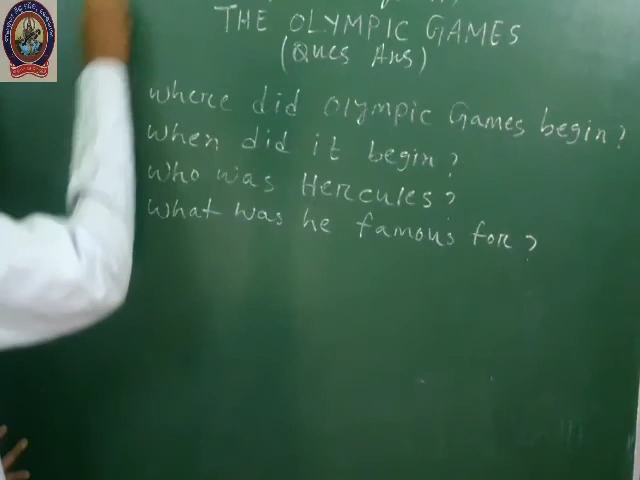 THE OLYMPIC GAMES
(Ques Ans)
where did Olympic Games begin?
When did it begin?
Who was Hercules?
What was he famous for?